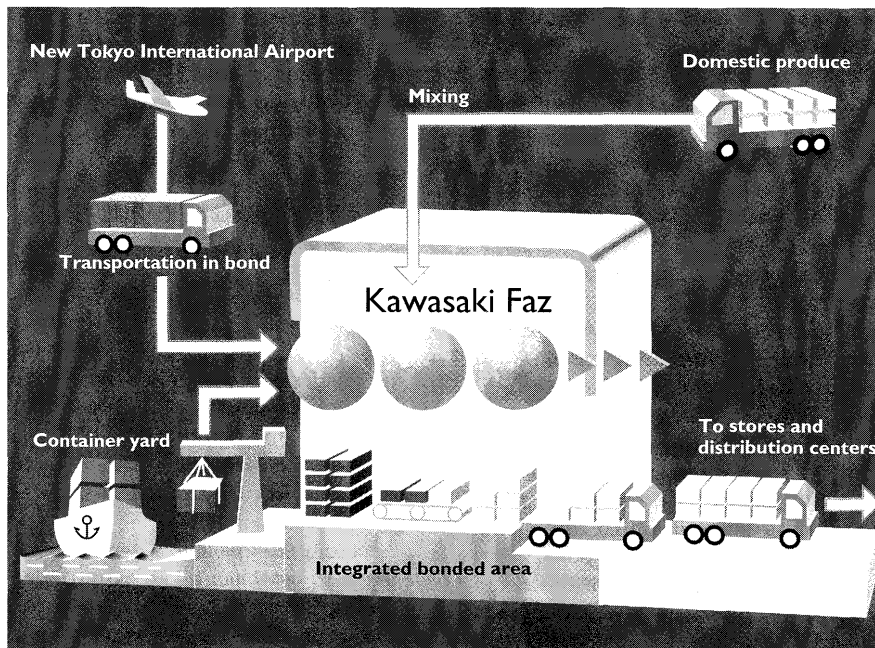 New Tokyo International Airport
Domestic produce
Mixing
Transportation in bond
Kawasaki Faz
Container yard
To stores and
distribution centers
Integrated bonded area